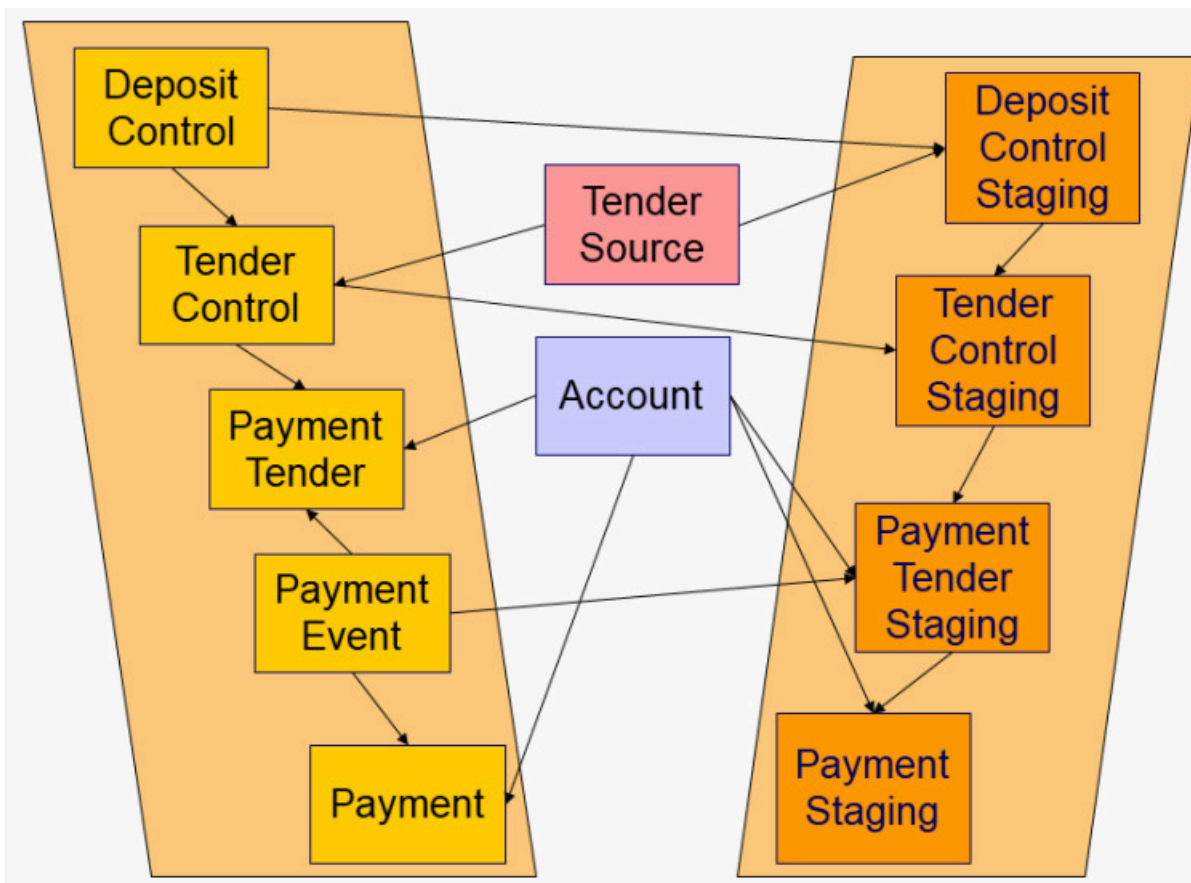 Deposit
Control
Tender
Control
Payment
Tender
Payment
Event
Payment
Tender
Source
Account
Deposit
Control
Staging
Tender
Control
Staging
Payment
Tender
Staging
Payment
Staging